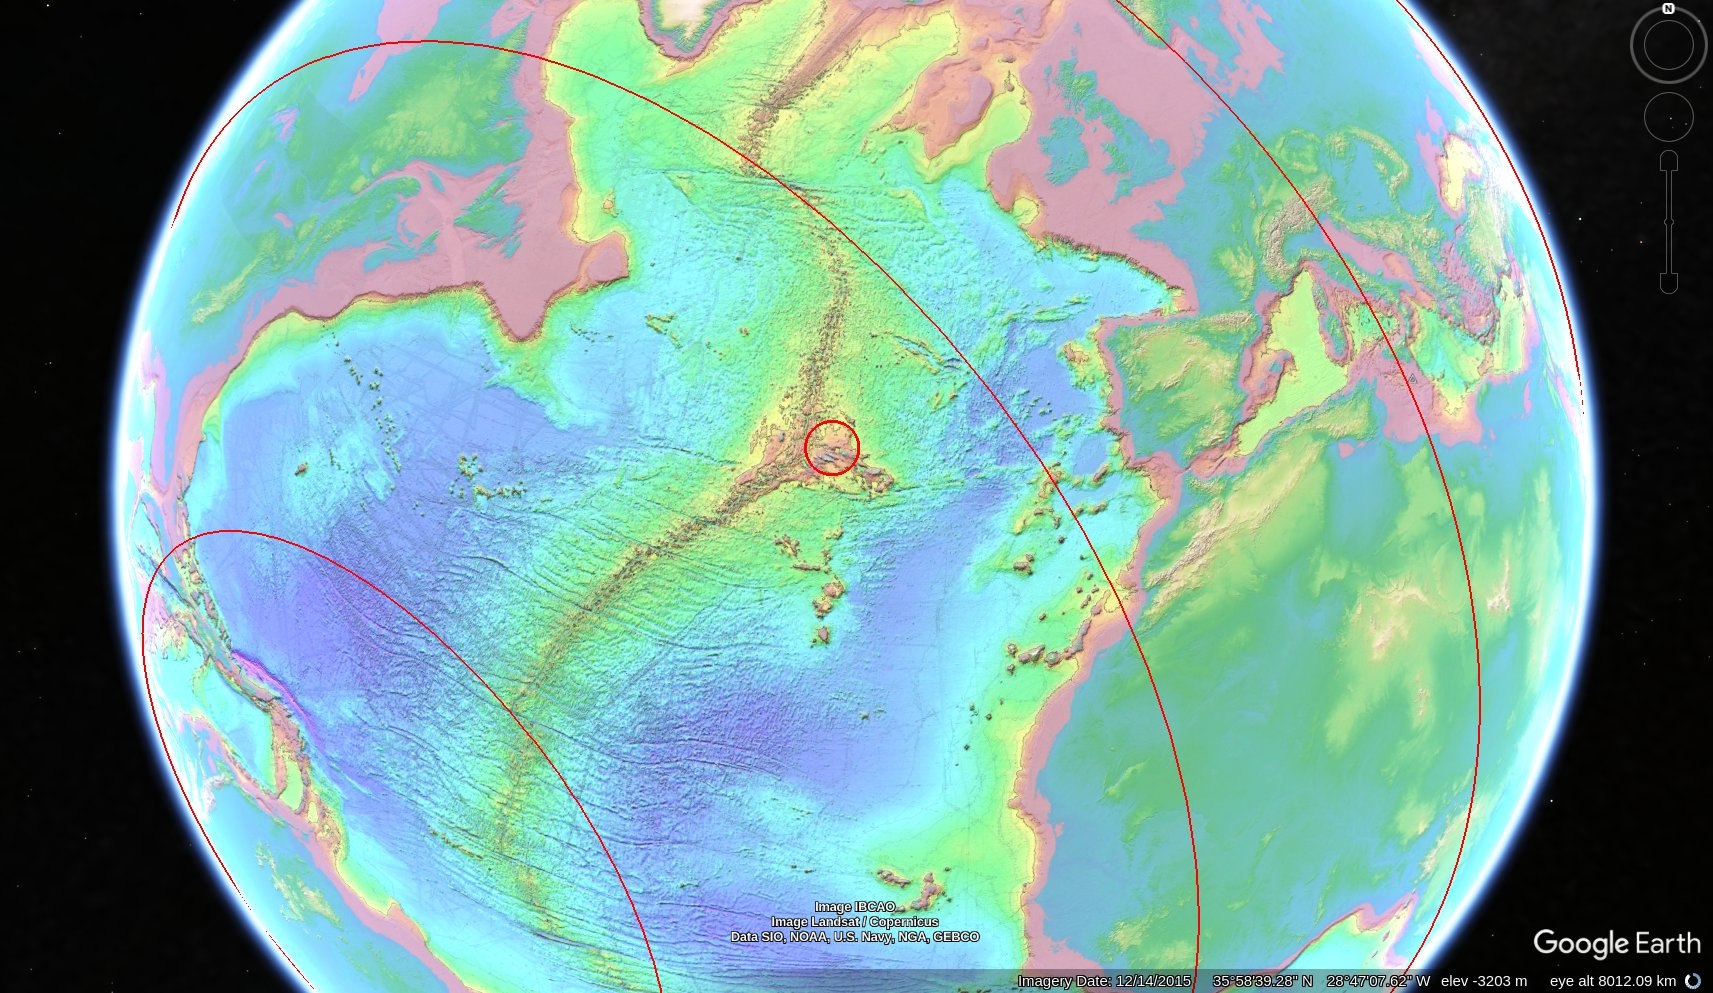 N
Image IBCAO
Image Landsat / Copernicus
Data SIO, NOAA, U.S. Navy, NGA, GEBCO
Google Earth
Imagery Date: 12/14/2015 35°58'39.28" N 28°47'07.62" W elev -3203 m eye alt 8012.09 km